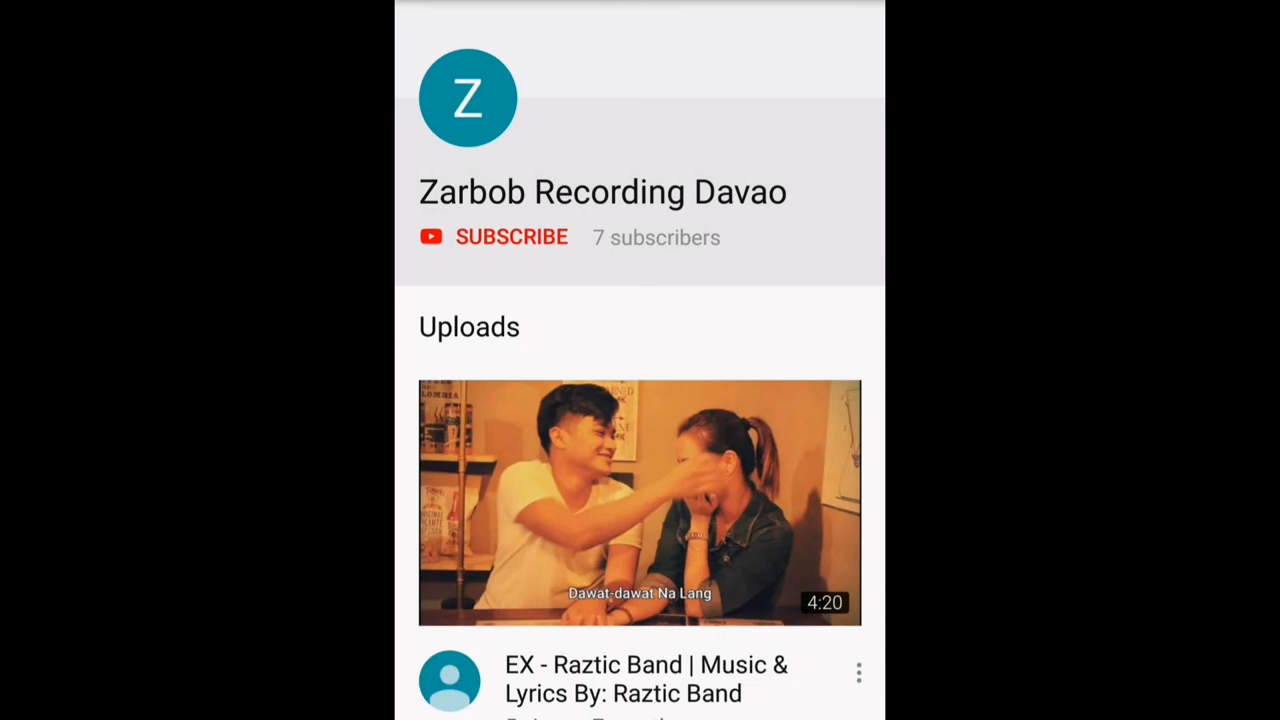 Z
Zarbob Recording Davao
SUBSCRIBE 7 subscribers
Uploads
Dawat-dawat Na Lang
4:20
EX - Raztic Band | Music &
Lyrics By: Raztic Band